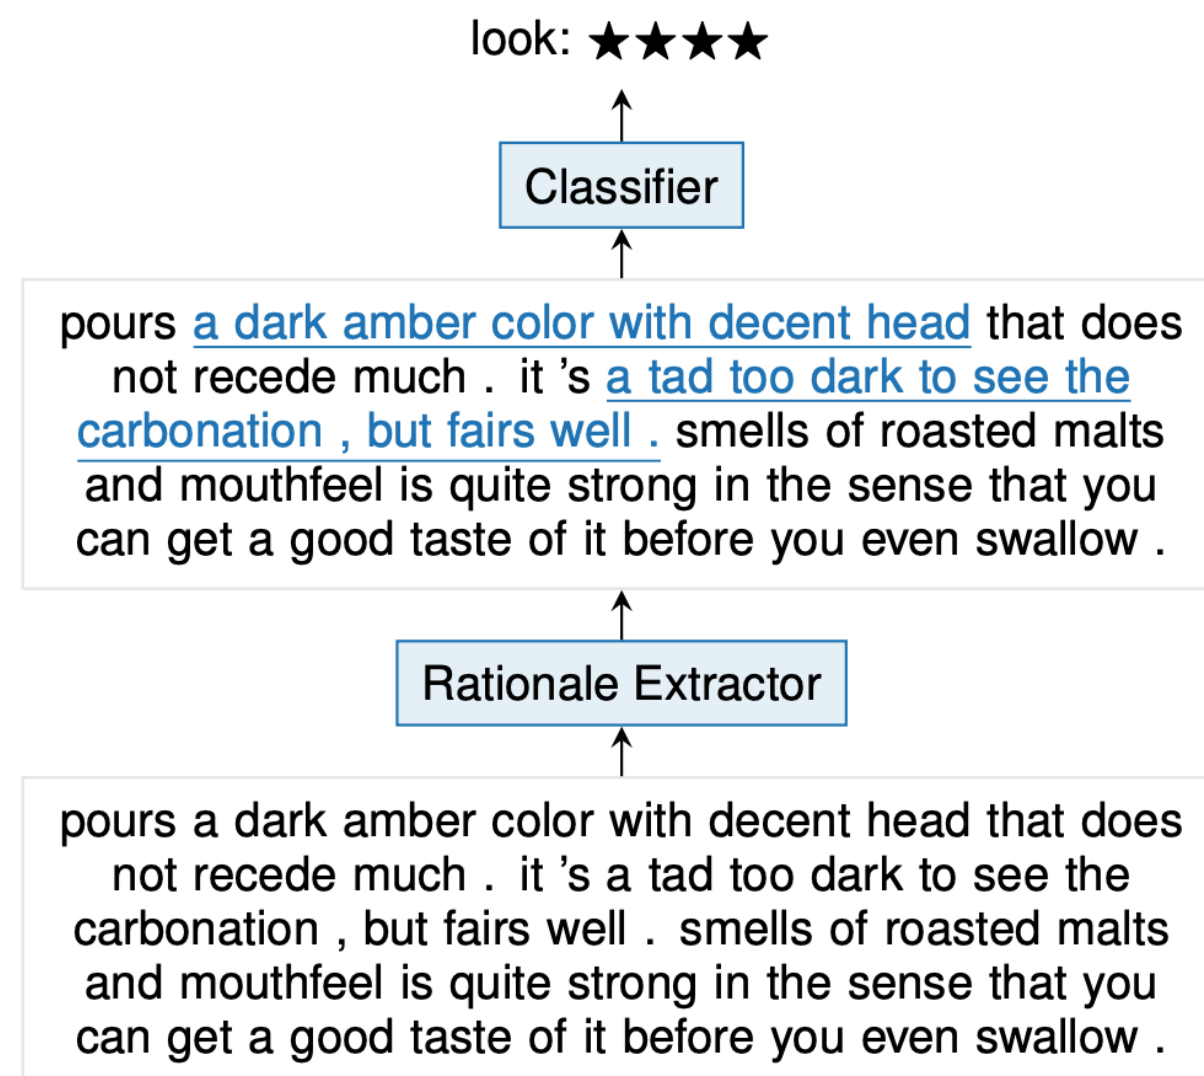 look: ★★★★
Classifier
pours a dark amber color with decent head that does
not recede much . it 's a tad too dark to see the
carbonation , but fairs well . smells of roasted malts
and mouthfeel is quite strong in the sense that you
can get a good taste of it before you even swallow .
Rationale Extractor
pours a dark amber color with decent head that does
not recede much . it 's a tad too dark to see the
carbonation , but fairs well . smells of roasted malts
and mouthfeel is quite strong in the sense that you
can get a good taste of it before you even swallow .